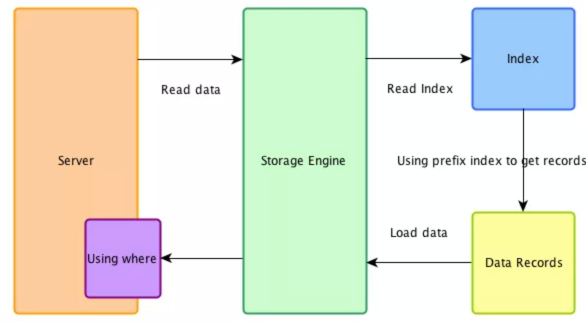 Index
Read data
Read Index
Server
Storage Engine
Using prefix index to get records
Load data
Using where
Data Records